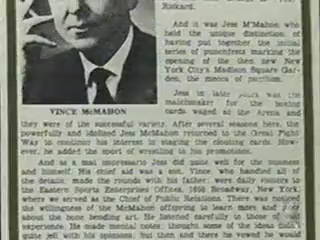 Rickard.
And it was Jess M'Mahon who
held the unique distinction of
having put together the initial
series of punchfests marking the
opening of the then new New
York City's Madison Square Gar-
den, the mecca of pugilism.
Jess in later years was the
matchmaker for the boxing
cards waged at the Arena and
VINCE McMAHON
they were of the successful variety. After several seasons here, the
powerfully and idolized Jess McMahon returned to the Great Fight
Way to continue his interest in staging the clouting cards. How-
ever, he added the sport of wrestling to his promotions.
And as a mat impresario Jess did quite well for the business
and himself. His chief aid was a son, Vince, who handled all
of the details, made the rounds with his father, were daily visitors to
the Eastern Sports Enterprises Offices, 1650 Broadway, New York
where we served as the Chief of Public Relations. There was noticed
the willingness of the McMahon offspring to learn more and more
about the bone bending art. He listened carefully to those of vast
experience. He made mental notes, thought some of the ideas didn't
quite jell with his opinions, but then and there he vowed he would